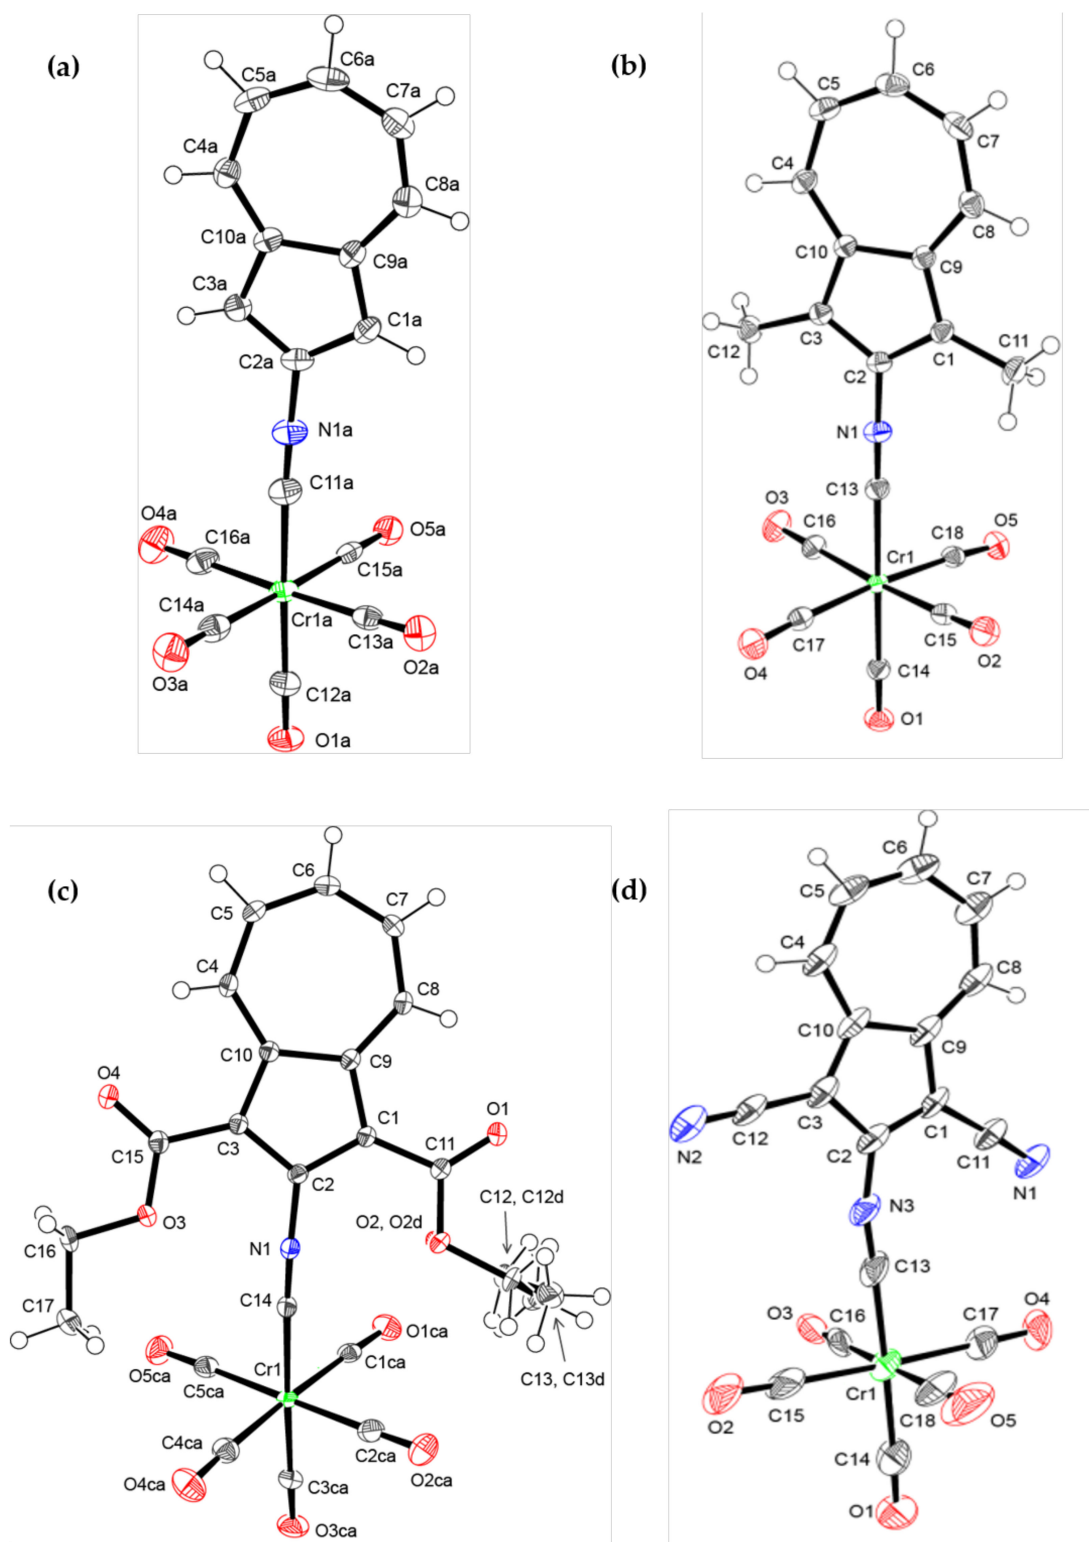 (a)
C6a
C5a
C7a
C4a
C8a
C10a
C9a
C3a
C1a
C2a
N1a
C11a
O4a
C16a
O5a
C15a
C14a
Cr1a
C13a
O3a
O2a
C12a
O1a
(b)
C6
C5
C7
C4
C8
C10
C9
C3
C11
C12
C1
C2
N1
C13
O3
C16
C18
O5
Cr1
C17
C15
O4
O2
C14
O1
(c)
C6
C7
C5
C4
C8
C10
C9
O4
C1
O1
C3
C11
C15
C2
C12, C12d
O3
O2, O2d
N1
C16
C14
C17
O1ca
Cr1
C1ca
O5ca
C5ca
C13, C13d
C4ca
C2ca
O4ca
O2ca
C3ca
O3ca
(d)
C6
C7
C5
C4
C8
C10
C9
C3
C1
C12
N2
C2
C11
N1
N3
C13
O3
C16
C17
O4
Cr1
O2
C15
C18
O5
C14
O1